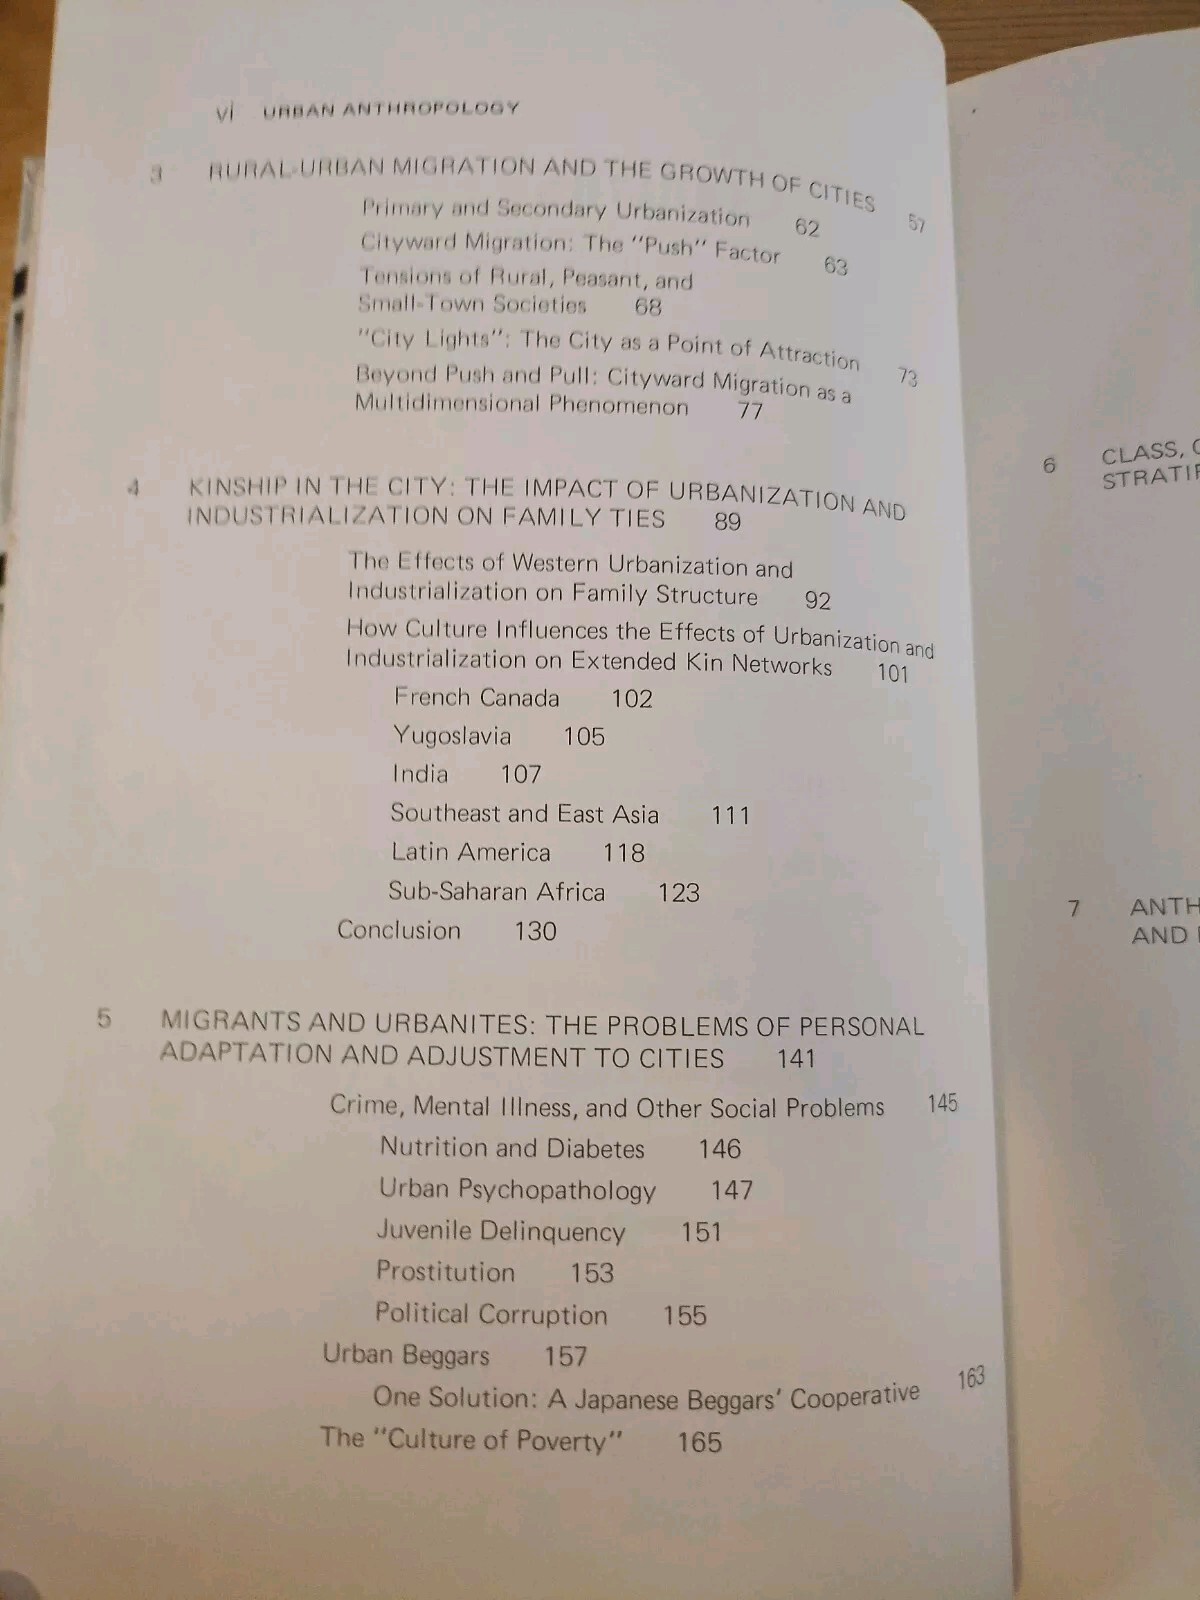 vi URBAN ANTHROPOLOGY
3 RURAL-URBAN MIGRATION AND THE GROWTH OF CITIES 57
Primary and Secondary Urbanization 62
Cityward Migration: The "Push" Factor 63
Tensions of Rural, Peasant, and
Small-Town Societies 68
"City Lights": The City as a Point of Attraction 73
Beyond Push and Pull: Cityward Migration as a
Multidimensional Phenomenon 77
4 KINSHIP IN THE CITY: THE IMPACT OF URBANIZATION AND
INDUSTRIALIZATION ON FAMILY TIES 89
The Effects of Western Urbanization and
Industrialization on Family Structure 92
How Culture Influences the Effects of Urbanization and
Industrialization on Extended Kin Networks 101
French Canada 102
Yugoslavia 105
India 107
Southeast and East Asia 111
Latin America 118
Sub-Saharan Africa 123
Conclusion 130
5 MIGRANTS AND URBANITES: THE PROBLEMS OF PERSONAL
ADAPTATION AND ADJUSTMENT TO CITIES 141
Crime, Mental Illness, and Other Social Problems 145
Nutrition and Diabetes 146
Urban Psychopathology 147
Juvenile Delinquency 151
Prostitution 153
Political Corruption 155
Urban Beggars 157
One Solution: A Japanese Beggars' Cooperative 163
The "Culture of Poverty" 165
6 CLASS,
7
AND